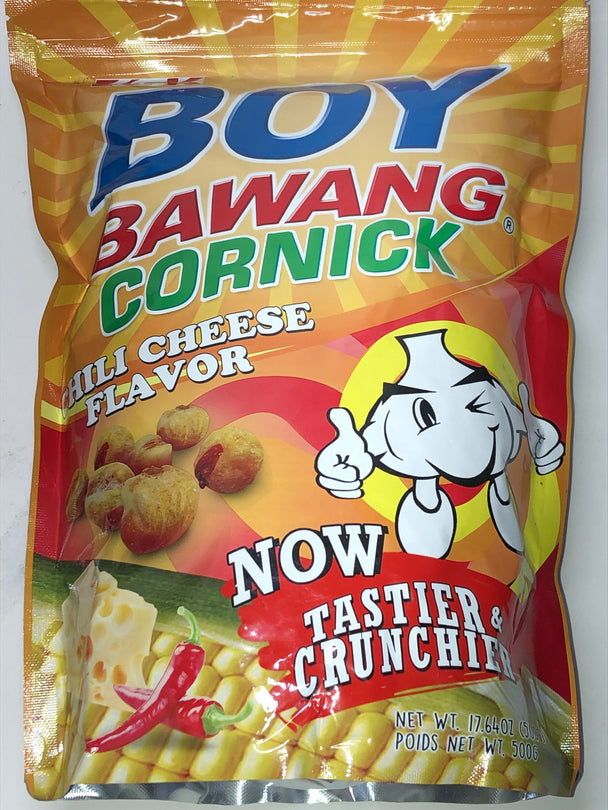 BOY
BAWANG®
CORNICK
CHILI CHEESE
FLAVOR
NOW
TASTIER &
CRUNCHIER
NET WT. 17.64OZ
POIDS NET WT. 500G